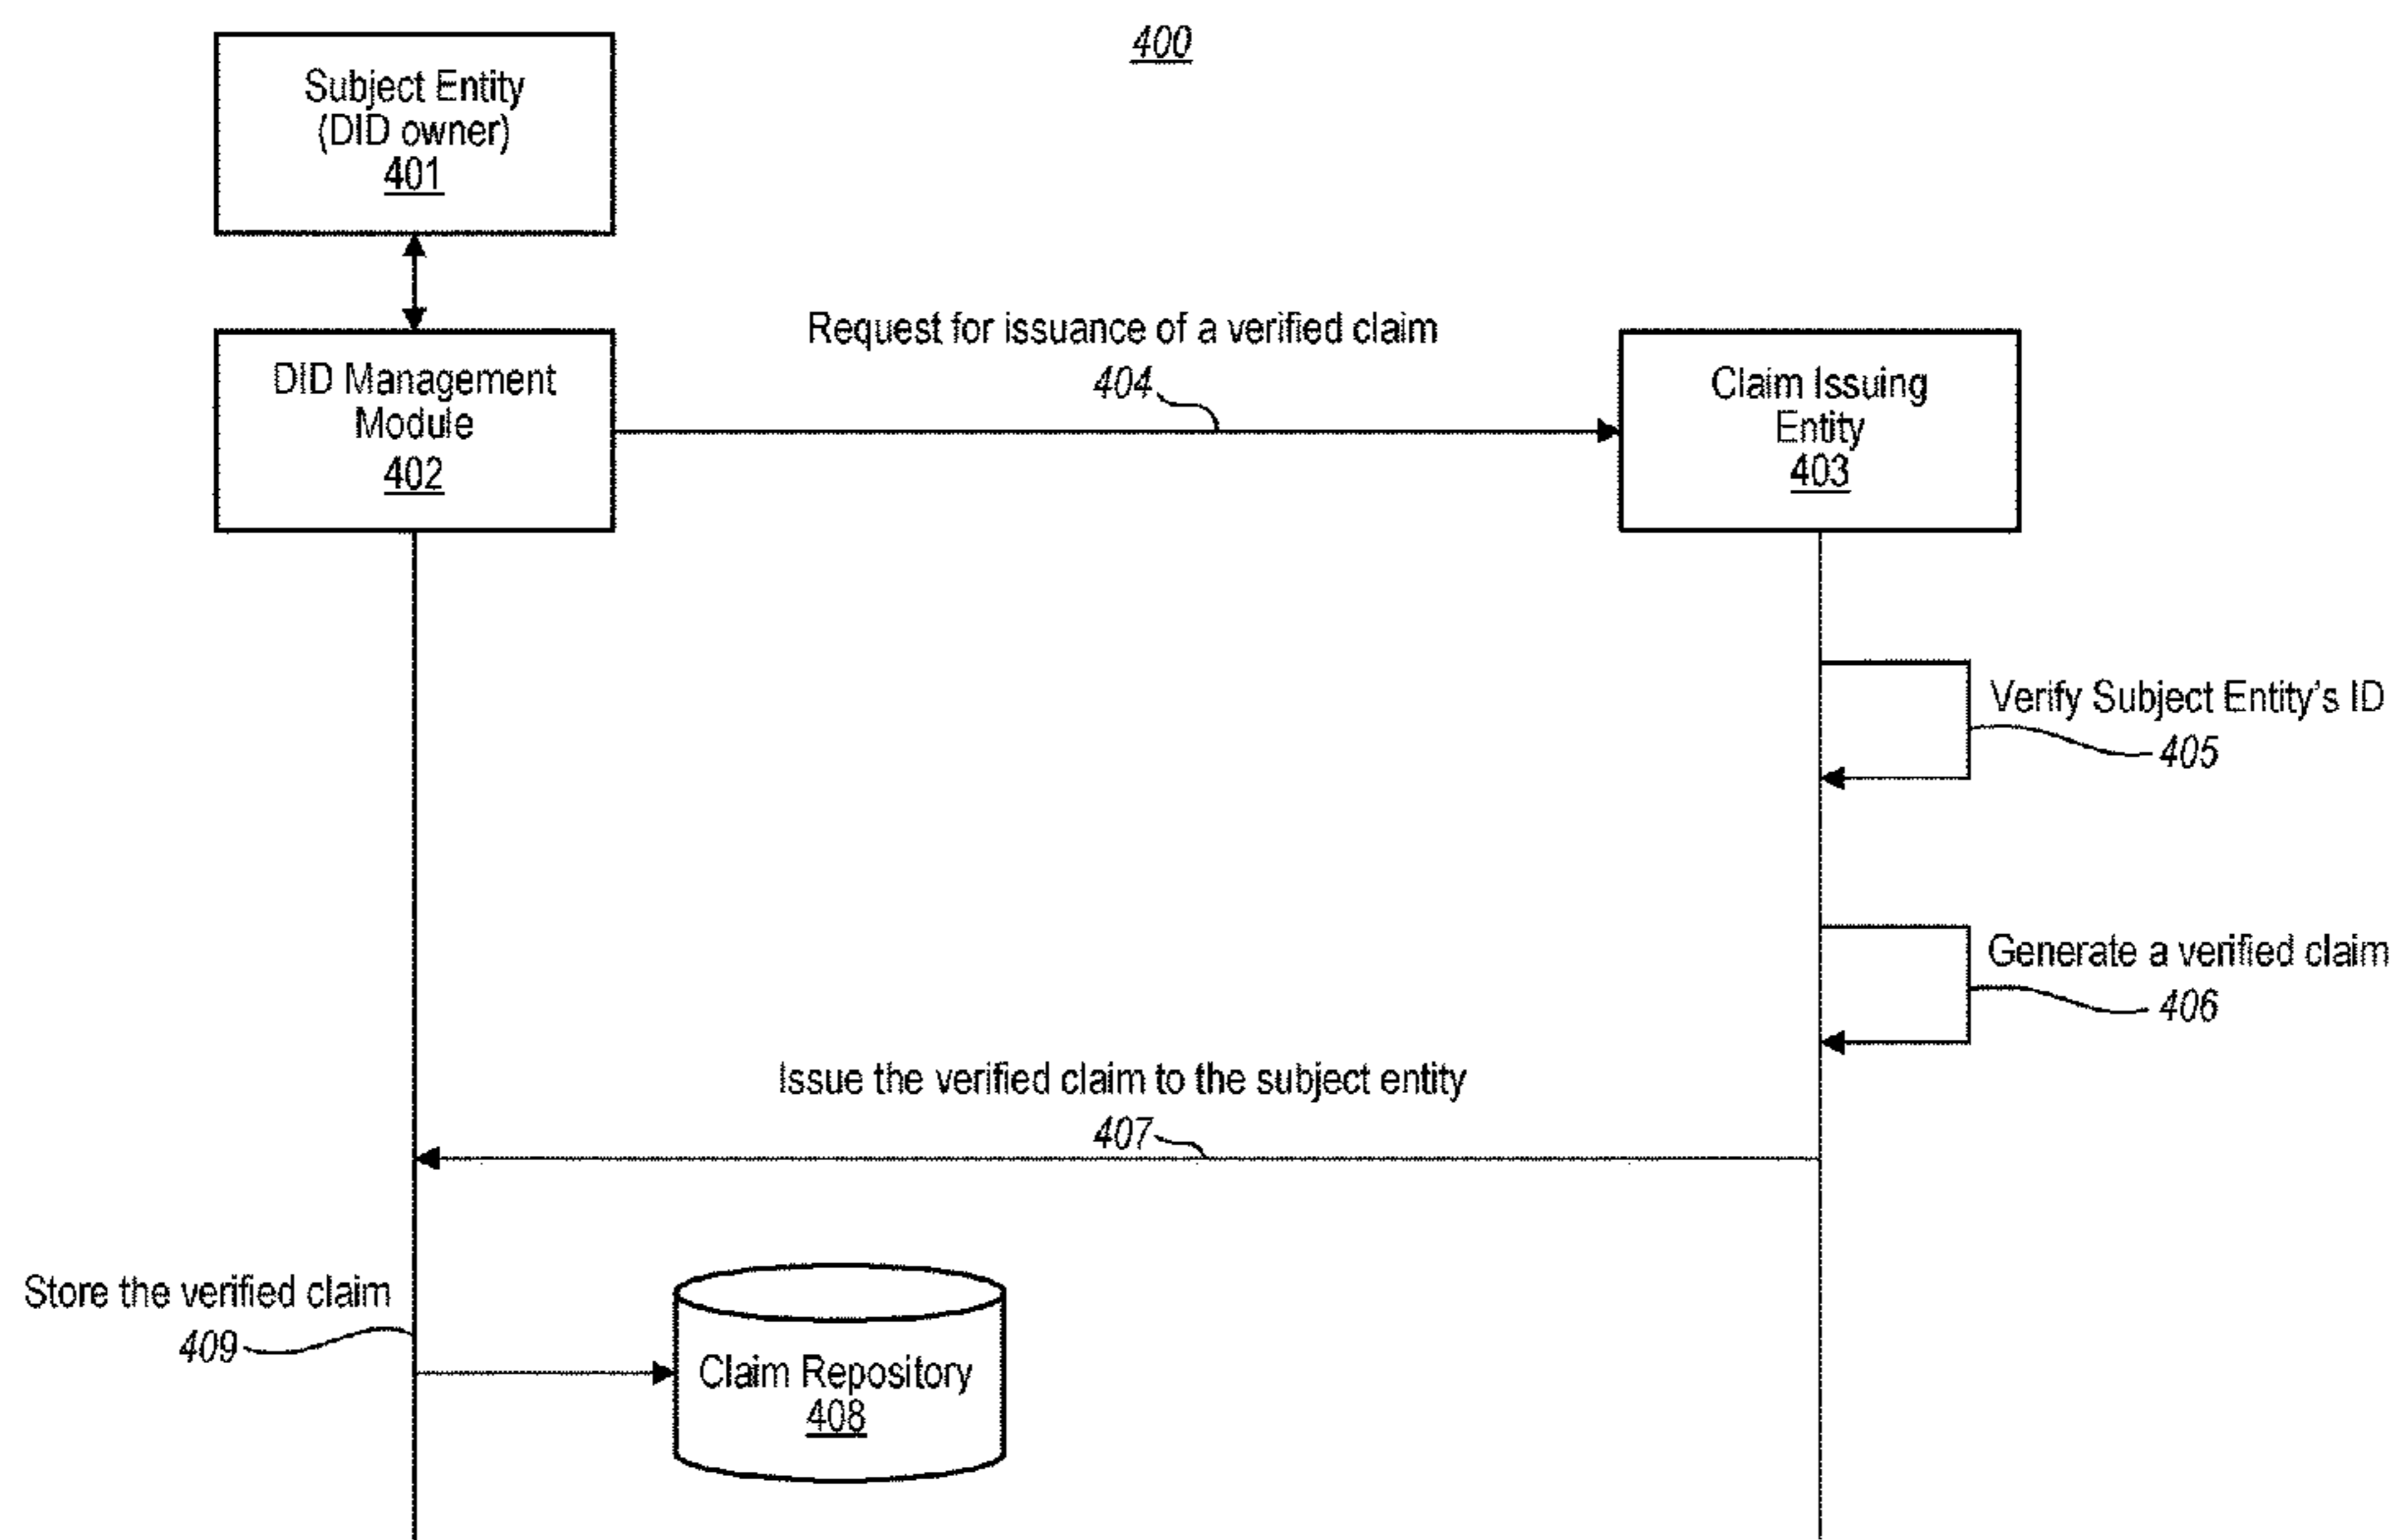 400
Subject Entity
(DID owner)
401
DID Management
Module
402
Request for issuance of a verified claim
404
Claim Issuing
Entity
403
Verify Subject Entity's ID
405
Generate a verified claim
406
Issue the verified claim to the subject entity
407
Store the verified claim
409
Claim Repository
408